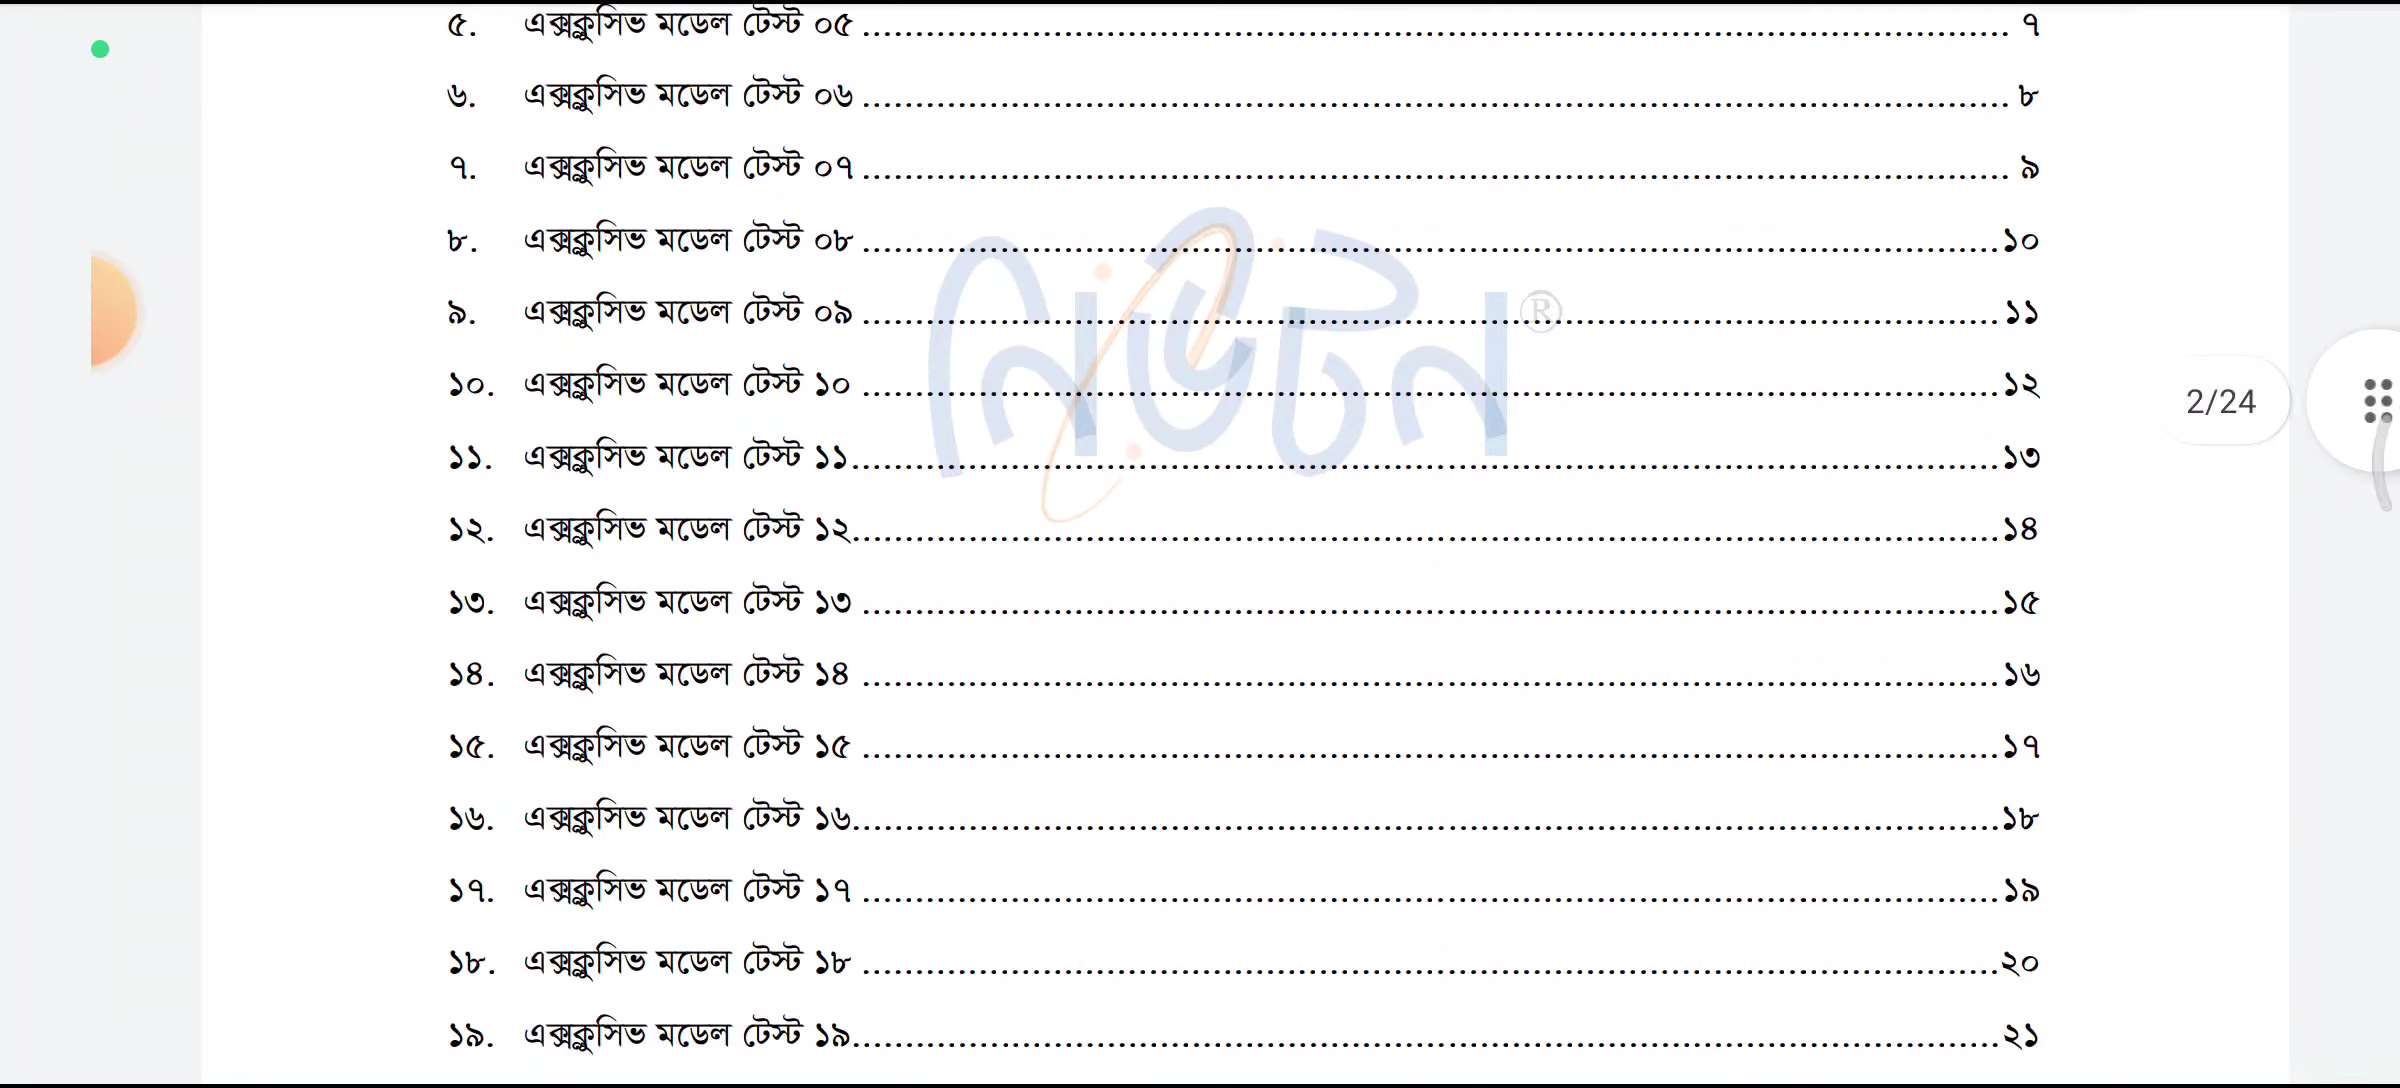 ৫. এক্সক্লুসিভ মডেল টেস্ট ০৫ ........................................ ৭
৬. এক্সক্লুসিভ মডেল টেস্ট ০৬ ........................................ ৮
৭. এক্সক্লুসিভ মডেল টেস্ট ০৭ ........................................ ৯
৮. এক্সক্লুসিভ মডেল টেস্ট ০৮ ........................................ ১০
৯. এক্সক্লুসিভ মডেল টেস্ট ০৯ ........................................ ১১
নিউটন ®
১০. এক্সক্লুসিভ মডেল টেস্ট ১০ ........................................ ১২
2/24
১১. এক্সক্লুসিভ মডেল টেস্ট ১১ ........................................ ১৩
১২. এক্সক্লুসিভ মডেল টেস্ট ১২ ........................................ ১৪
১৩. এক্সক্লুসিভ মডেল টেস্ট ১৩ ........................................ ১৫
১৪. এক্সক্লুসিভ মডেল টেস্ট ১৪ ........................................ ১৬
১৫. এক্সক্লুসিভ মডেল টেস্ট ১৫ ........................................ ১৭
১৬. এক্সক্লুসিভ মডেল টেস্ট ১৬ ........................................ ১৮
১৭. এক্সক্লুসিভ মডেল টেস্ট ১৭ ........................................ ১৯
১৮. এক্সক্লুসিভ মডেল টেস্ট ১৮ ........................................ ২০
১৯. এক্সক্লুসিভ মডেল টেস্ট ১৯ ........................................ ২১